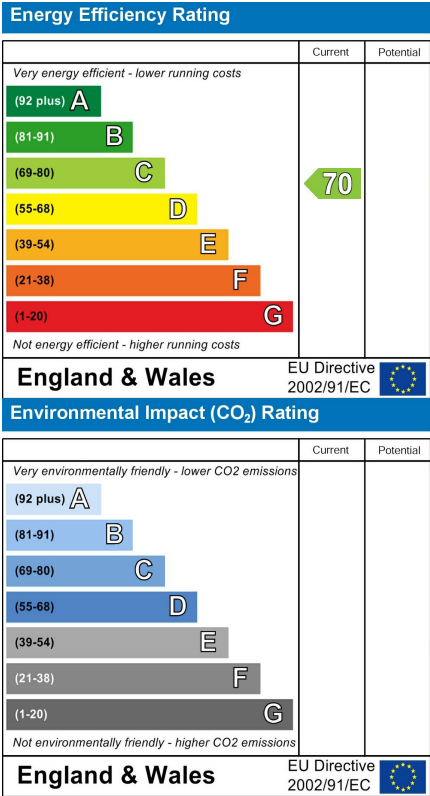 Energy Efficiency Rating
Current Potential
Very energy efficient - lower running costs
(92 plus) A
(81-91) B
(69-80) C
70
(55-68) D
(39-54) E
(21-38) F
(1-20) G
Not energy efficient - higher running costs
England & Wales
EU Directive
2002/91/EC
Environmental Impact (CO₂) Rating
Current Potential
Very environmentally friendly - lower CO2 emissions
(92 plus) A
(81-91) B
(69-80) C
(55-68) D
(39-54) E
(21-38) F
(1-20) G
Not environmentally friendly - higher CO2 emissions
England & Wales
EU Directive
2002/91/EC